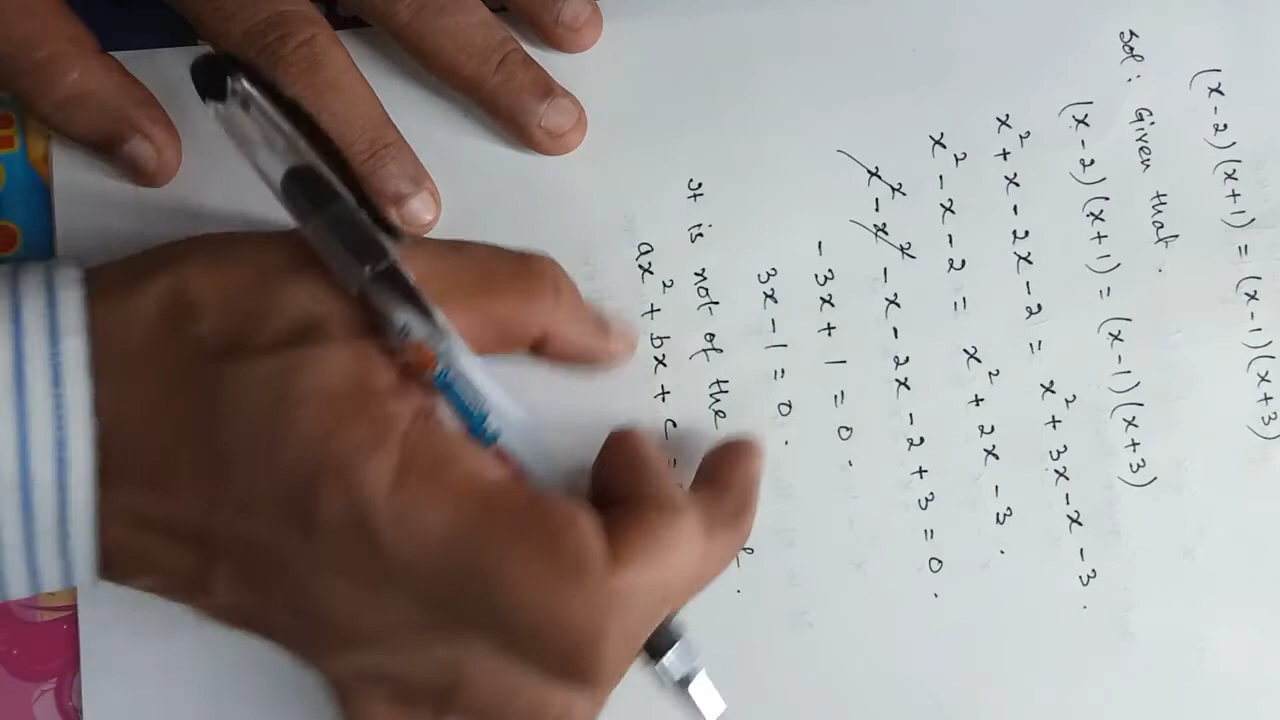 (x-2)(x+1) = (x-1)(x+3)
Sol: Given that.
(x-2)(x+1) = (x-1)(x+3)
x² + x - 2x - 2 = x² + 3x - x - 3.
x² - x - 2 = x² + 2x - 3.
x² - x² - x - 2x - 2 + 3 = 0.
- 3x + 1 = 0.
3x - 1 = 0.
It is not of the
ax² + bx + c =